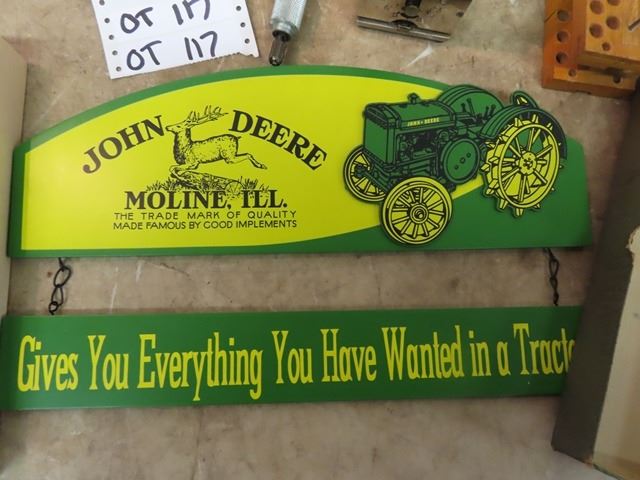 OT 117
OT 117
JOHN DEERE
MOLINE, ILL.
THE TRADE MARK OF QUALITY
MADE FAMOUS BY GOOD IMPLEMENTS
JOHN DEERE
Gives You Everything You Have Wanted in a Tracto